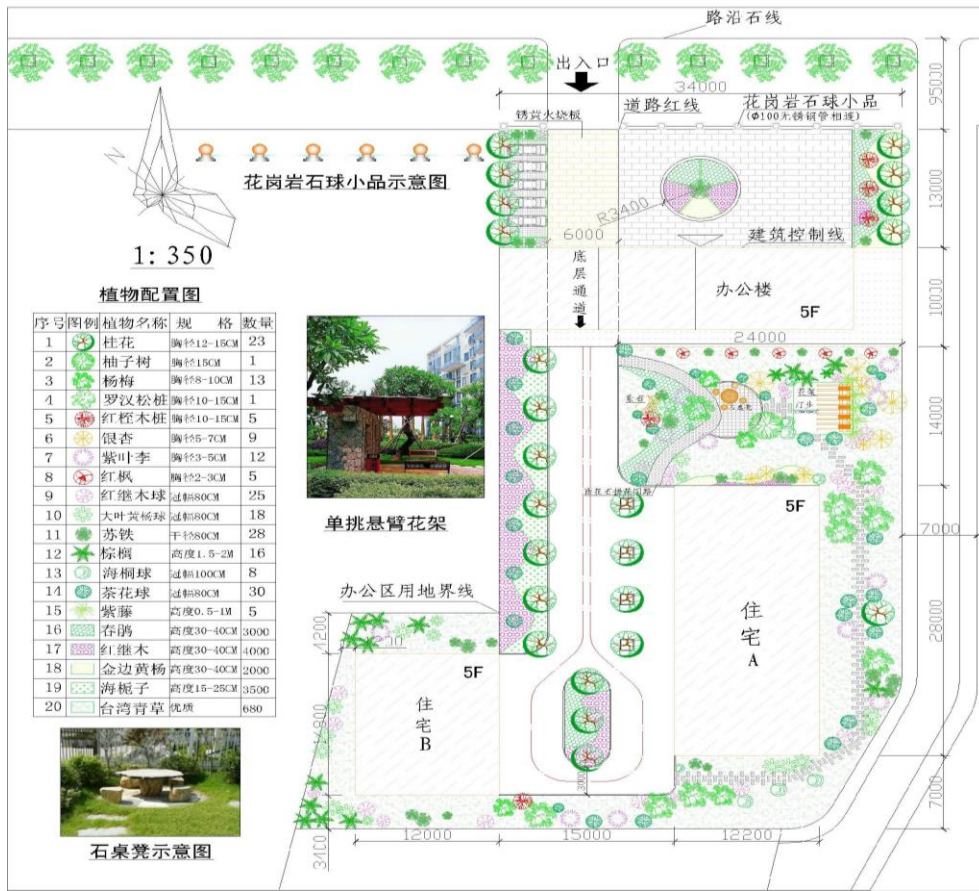 路沿石线
出入口
34000
95000
锈黄火烧板
道路红线
花岗岩石球小品
(Φ100无锈钢管相连)
N
花岗岩石球小品示意图
13000
R3400
6000
建筑控制线
1: 350
底层通道
办公楼
5F
10000
植物配置图
24000
序号 图例 植物名称 规 格 数量
1 桂花 胸径12-15CM 23
2 柚子树 胸径15CM 1
3 杨梅 胸径8-10CM 13
4 罗汉松桩 胸径10-15CM 1
5 红桎木桩 胸径10-15CM 5
6 银杏 胸径5-7CM 9
7 紫叶李 胸径3-5CM 12
8 红枫 胸径2-3CM 5
9 红继木球 冠幅80CM 25
10 大叶黄杨球 冠幅80CM 18
11 苏铁 干径80CM 28
12 棕榈 高度1.5-2M 16
13 海桐球 冠幅100CM 8
14 茶花球 冠幅80CM 30
15 紫藤 高度0.5-1M 5
16 春鹃 高度30-40CM 3000
17 红继木 高度30-40CM 4000
18 金边黄杨 高度30-40CM 2000
19 海栀子 高度15-25CM 3500
20 台湾青草 优质 680
单挑悬臂花架
14000
5F
7000
办公区用地界线
住宅A
28000
4200
5F
住宅B
3000
7000
石桌凳示意图
3400
12000
15000
12200